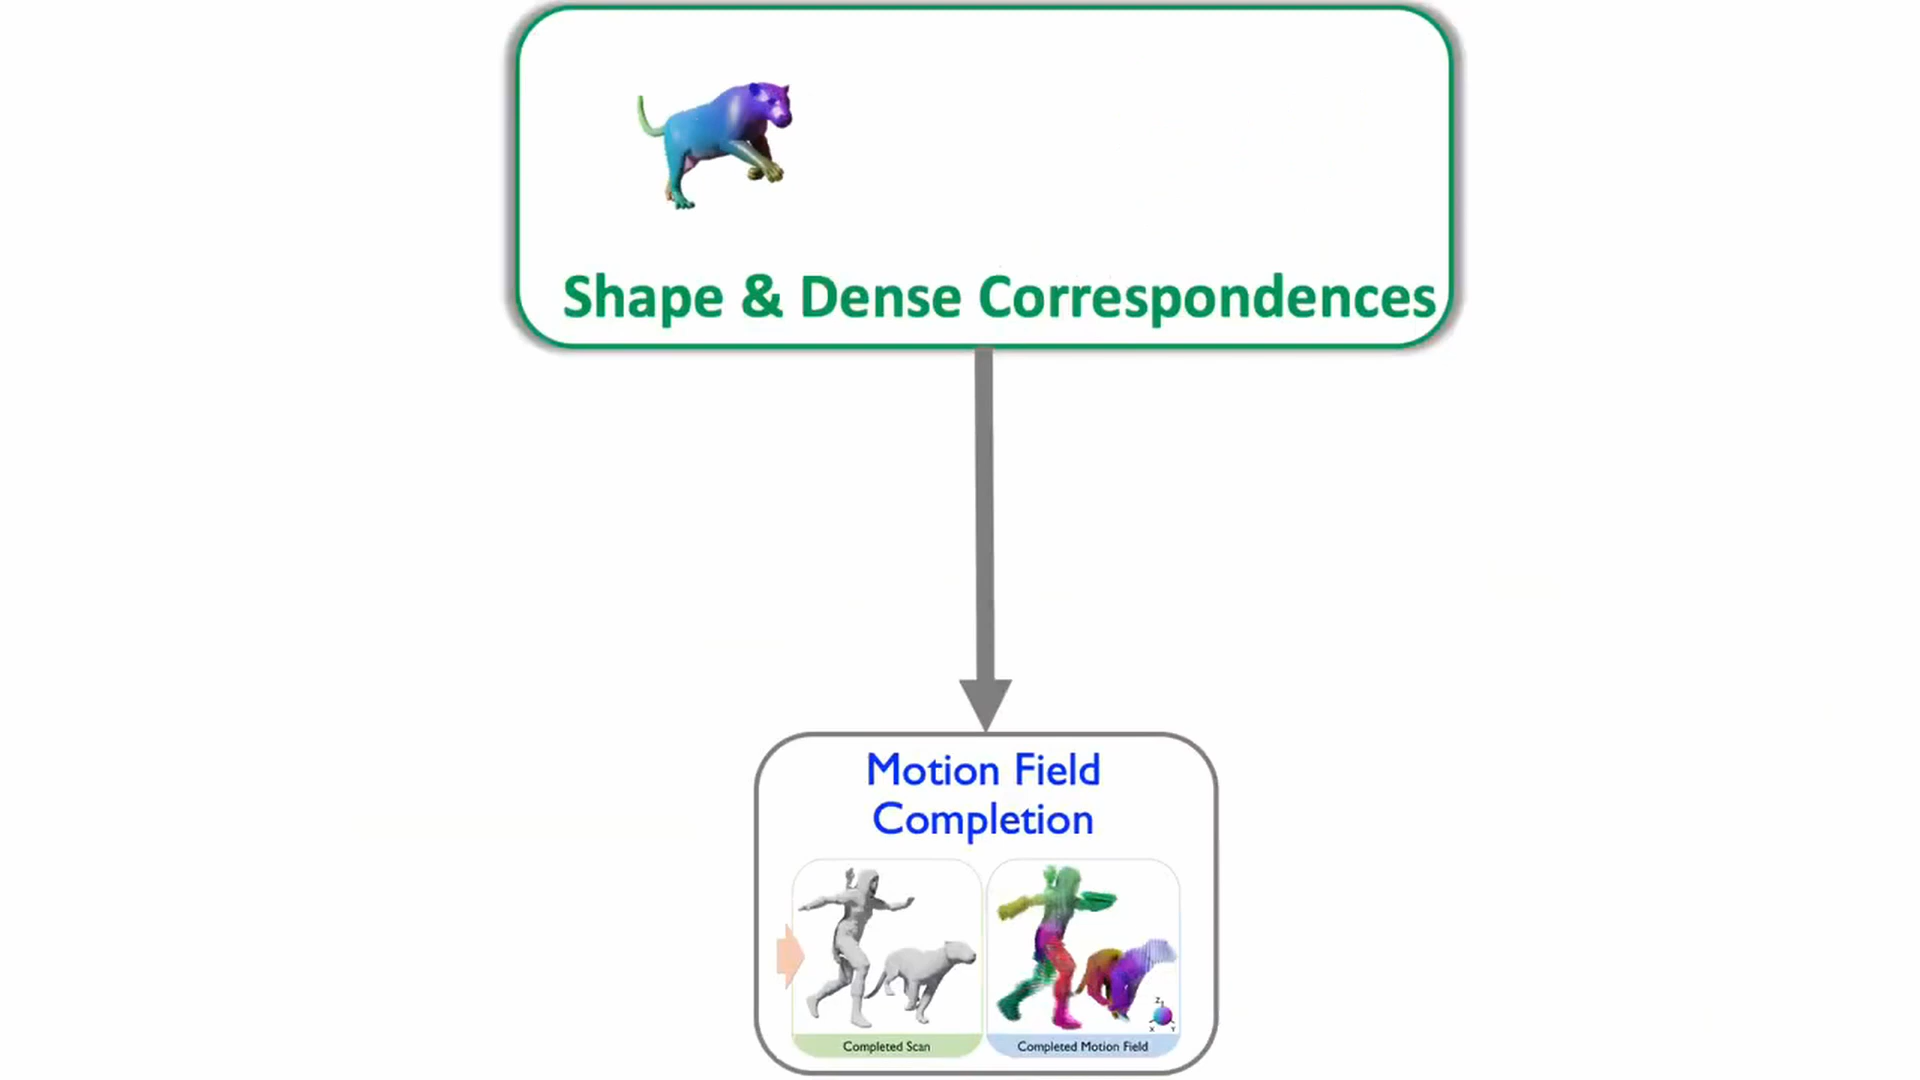 Shape & Dense Correspondences
Motion Field
Completion
Completed Scan
Completed Motion Field
Z
X
Y